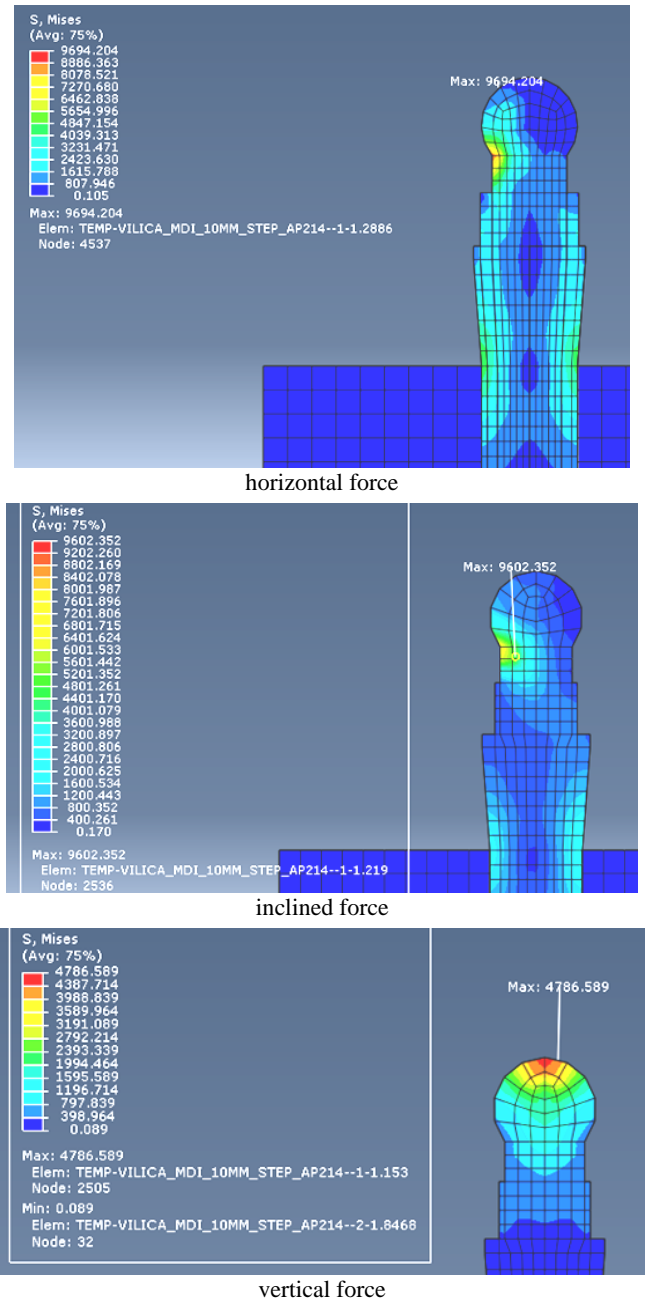 S, Mises
(Avg: 75%)
9694.204
8886.363
8078.521
7270.680
6462.838
5654.996
4847.154
4039.313
3231.471
2423.630
1615.788
807.946
0.105
Max: 9694.204
Elem: TEMP-VILICA_MDI_10MM_STEP_AP214--1-1.2886
Node: 4537
Max: 9694.204
horizontal force
S, Mises
(Avg: 75%)
9602.352
9202.260
8802.169
8402.078
8001.987
7601.896
7201.806
6801.715
6401.624
6001.533
5601.442
5201.352
4801.261
4401.170
4001.079
3600.988
3200.897
2800.806
2400.716
2000.625
1600.534
1200.443
800.352
400.261
0.170
Max: 9602.352
Elem: TEMP-VILICA_MDI_10MM_STEP_AP214--1-1.219
Node: 2536
Max: 9602.352
inclined force
S, Mises
(Avg: 75%)
4786.589
4387.714
3988.839
3589.964
3191.089
2792.214
2393.339
1994.464
1595.589
1196.714
797.839
398.964
0.089
Max: 4786.589
Elem: TEMP-VILICA_MDI_10MM_STEP_AP214--1-1.153
Node: 2505
Min: 0.089
Elem: TEMP-VILICA_MDI_10MM_STEP_AP214--2-1.8468
Node: 32
Max: 4786.589
vertical force